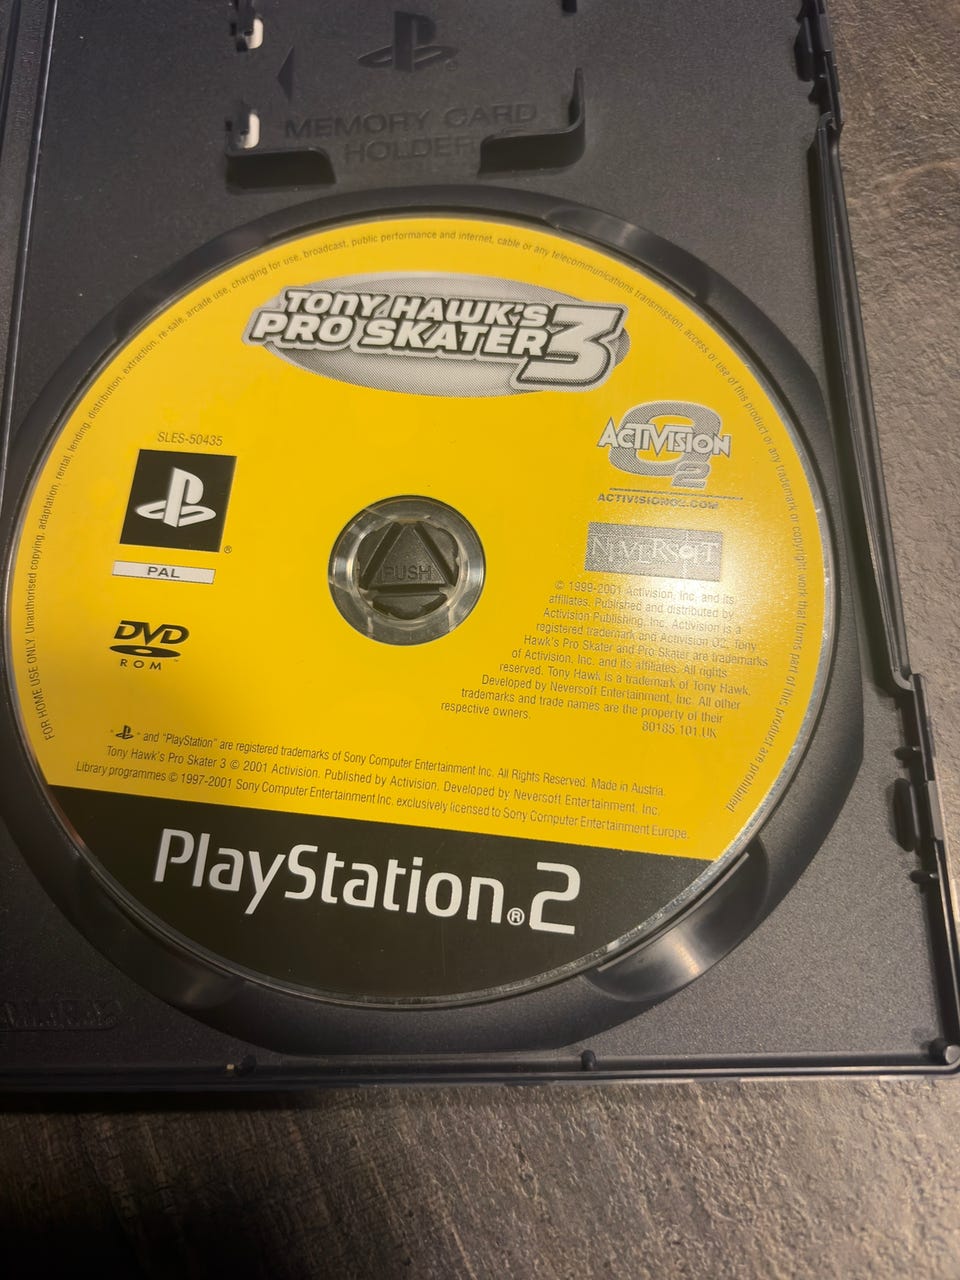 MEMORY CARD
HOLDER
FOR HOME USE ONLY. Unauthorised copying, adaptation, rental, lending, distribution, extraction, re-sale, arcade use, charging for use, broadcast, public performance and internet, cable or any telecommunications transmission, access or use of this product or any trademark or copyright work that forms part of this product are prohibited.
TONY HAWK'S
PRO SKATER 3
SLES-50435
ACTIVISION
O2
ACTIVISIONO2.COM
®
PAL
NEVERSOFT
PUSH
DVD
ROM
© 1999-2001 Activision, Inc. and its
affiliates. Published and distributed by
Activision Publishing, Inc. Activision is a
registered trademark and Activision O2, Tony
Hawk's Pro Skater and Pro Skater are trademarks
of Activision, Inc. and its affiliates. All rights
reserved. Tony Hawk is a trademark of Tony Hawk.
Developed by Neversoft Entertainment, Inc. All other
trademarks and trade names are the property of their
respective owners.
80185.101.UK
" " and "PlayStation" are registered trademarks of Sony Computer Entertainment Inc. All Rights Reserved. Made in Austria.
Tony Hawk's Pro Skater 3 © 2001 Activision. Published by Activision. Developed by Neversoft Entertainment, Inc.
Library programmes © 1997-2001 Sony Computer Entertainment Inc. exclusively licensed to Sony Computer Entertainment Europe.
PlayStation®2